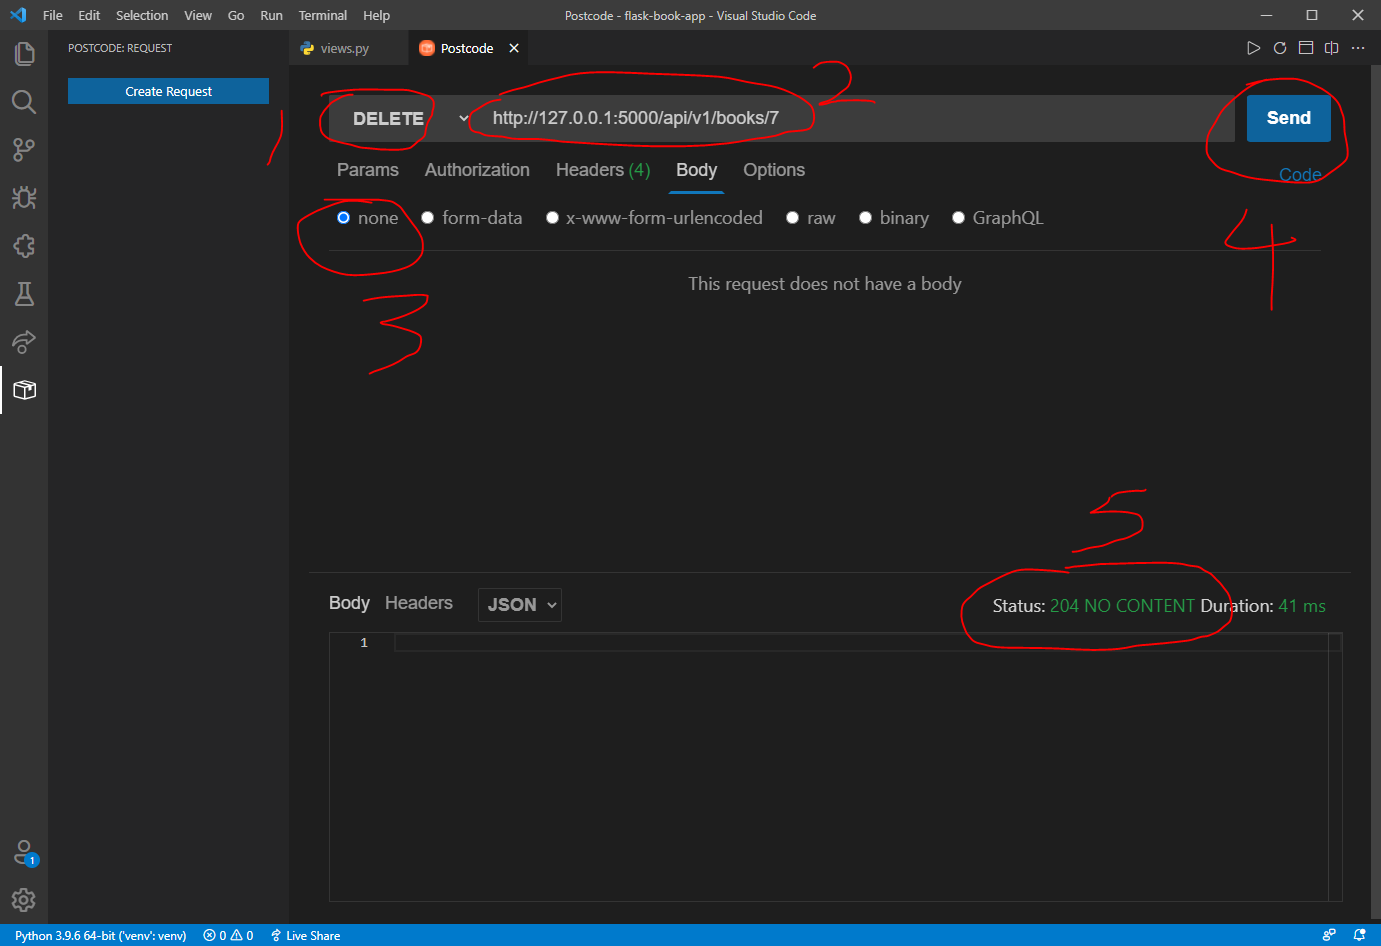 File Edit Selection View Go Run Terminal Help
Postcode - flask-book-app - Visual Studio Code
POSTCODE: REQUEST
views.py
Postcode
Create Request
1
2
DELETE
http://127.0.0.1:5000/api/v1/books/7
Send
Params Authorization Headers (4) Body Options
Code
none form-data x-www-form-urlencoded raw binary GraphQL
4
This request does not have a body
3
5
Body Headers JSON
Status: 204 NO CONTENT Duration: 41 ms
1
1
Python 3.9.6 64-bit ('venv': venv) 0 0 Live Share